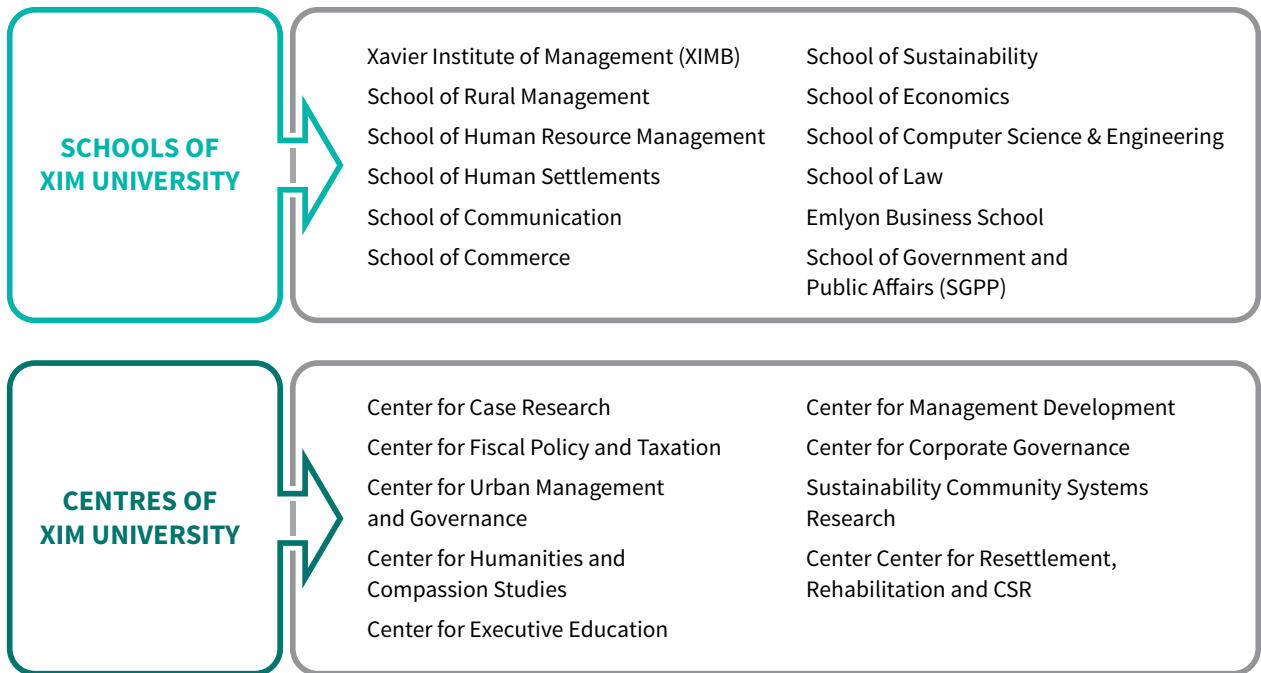 SCHOOLS OF
XIM UNIVERSITY
Xavier Institute of Management (XIMB)
School of Rural Management
School of Human Resource Management
School of Human Settlements
School of Communication
School of Commerce
School of Sustainability
School of Economics
School of Computer Science & Engineering
School of Law
Emlyon Business School
School of Government and
Public Affairs (SGPP)
CENTRES OF
XIM UNIVERSITY
Center for Case Research
Center for Fiscal Policy and Taxation
Center for Urban Management
and Governance
Center for Humanities and
Compassion Studies
Center for Executive Education
Center for Management Development
Center for Corporate Governance
Sustainability Community Systems
Research
Center Center for Resettlement,
Rehabilitation and CSR